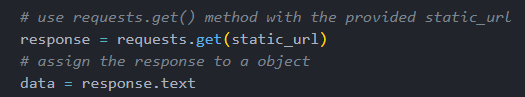 # use requests.get() method with the provided static_url
response = requests.get(static_url)
# assign the response to a object
data = response.text